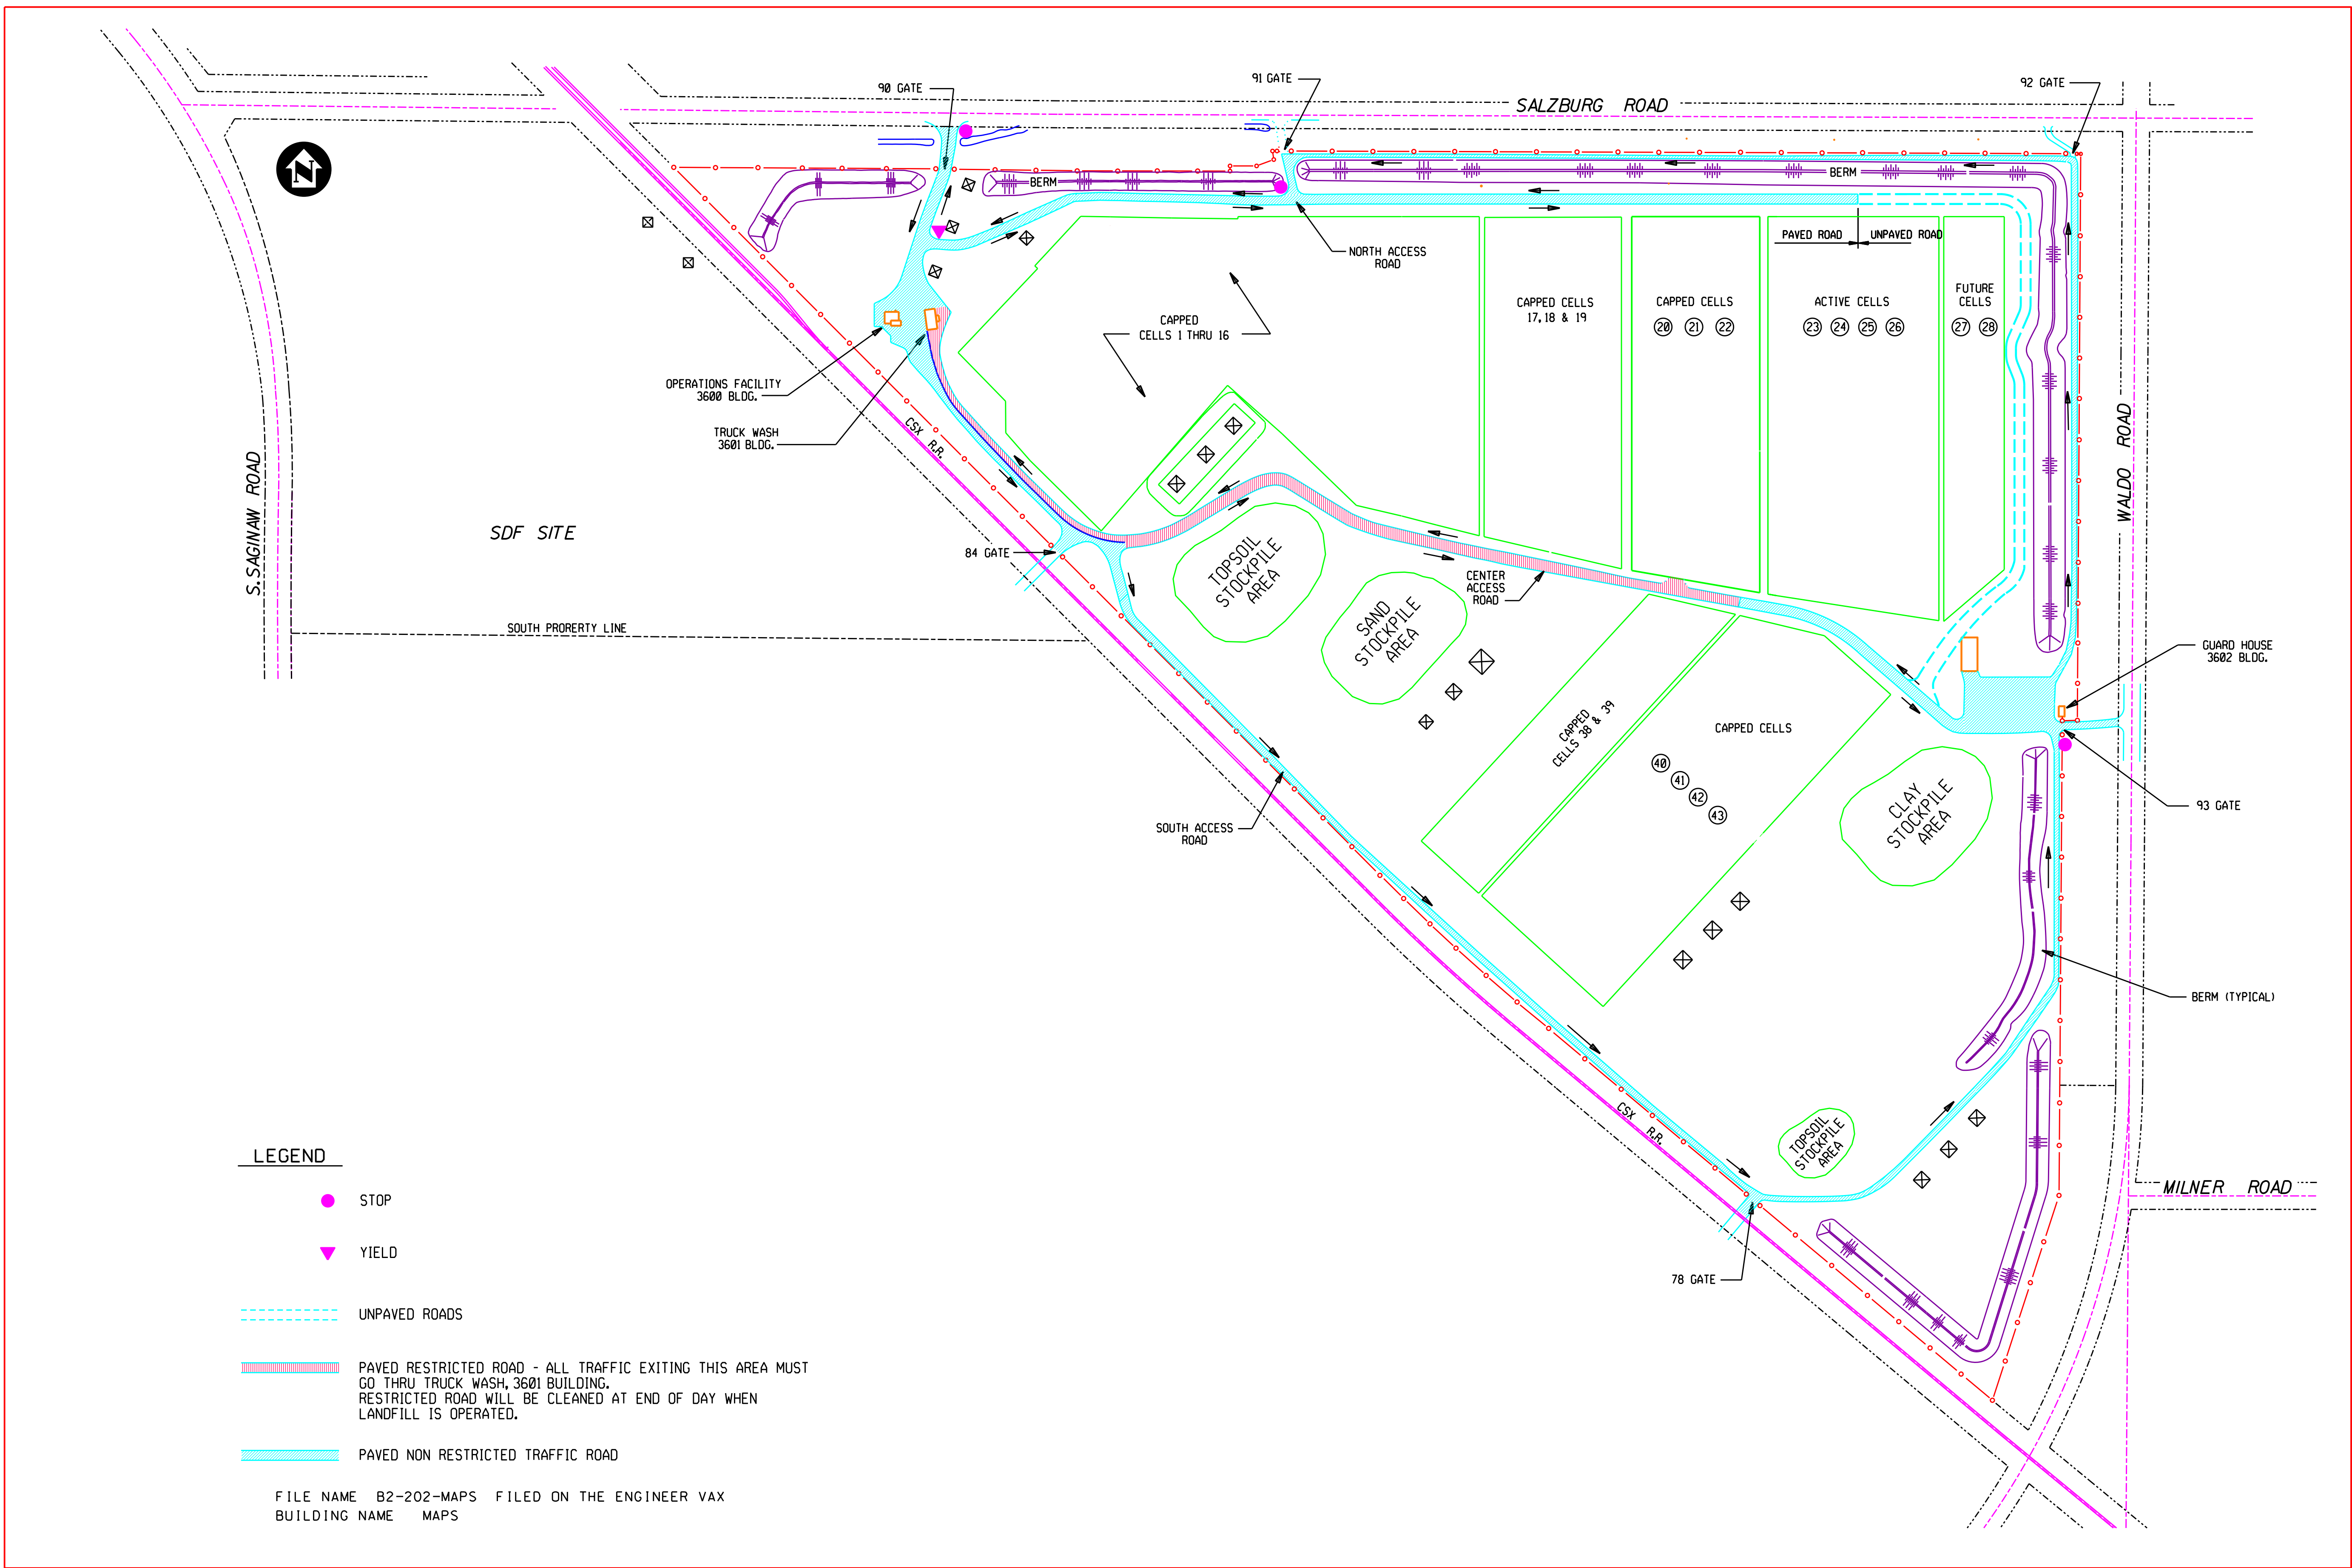 90 GATE
91 GATE
92 GATE
SALZBURG ROAD
N
BERM
BERM
PAVED ROAD
UNPAVED ROAD
NORTH ACCESS
ROAD
CAPPED
CELLS 1 THRU 16
CAPPED CELLS
17, 18 & 19
CAPPED CELLS
20 21 22
ACTIVE CELLS
23 24 25 26
FUTURE
CELLS
27 28
OPERATIONS FACILITY
3600 BLDG.
TRUCK WASH
3601 BLDG.
CSX R.R.
S. SAGINAW ROAD
WALDO ROAD
SDF SITE
84 GATE
SOUTH PRORERTY LINE
TOPSOIL
STOCKPILE
AREA
SAND
STOCKPILE
AREA
CENTER
ACCESS
ROAD
GUARD HOUSE
3602 BLDG.
CAPPED
CELLS 38 & 39
CAPPED CELLS
40
41
42
43
CLAY
STOCKPILE
AREA
93 GATE
SOUTH ACCESS
ROAD
BERM (TYPICAL)
CSX R.R.
TOPSOIL
STOCKPILE
AREA
MILNER ROAD
78 GATE
LEGEND
STOP
YIELD
UNPAVED ROADS
PAVED RESTRICTED ROAD - ALL TRAFFIC EXITING THIS AREA MUST
GO THRU TRUCK WASH, 3601 BUILDING.
RESTRICTED ROAD WILL BE CLEANED AT END OF DAY WHEN
LANDFILL IS OPERATED.
PAVED NON RESTRICTED TRAFFIC ROAD
FILE NAME B2-202-MAPS FILED ON THE ENGINEER VAX
BUILDING NAME MAPS